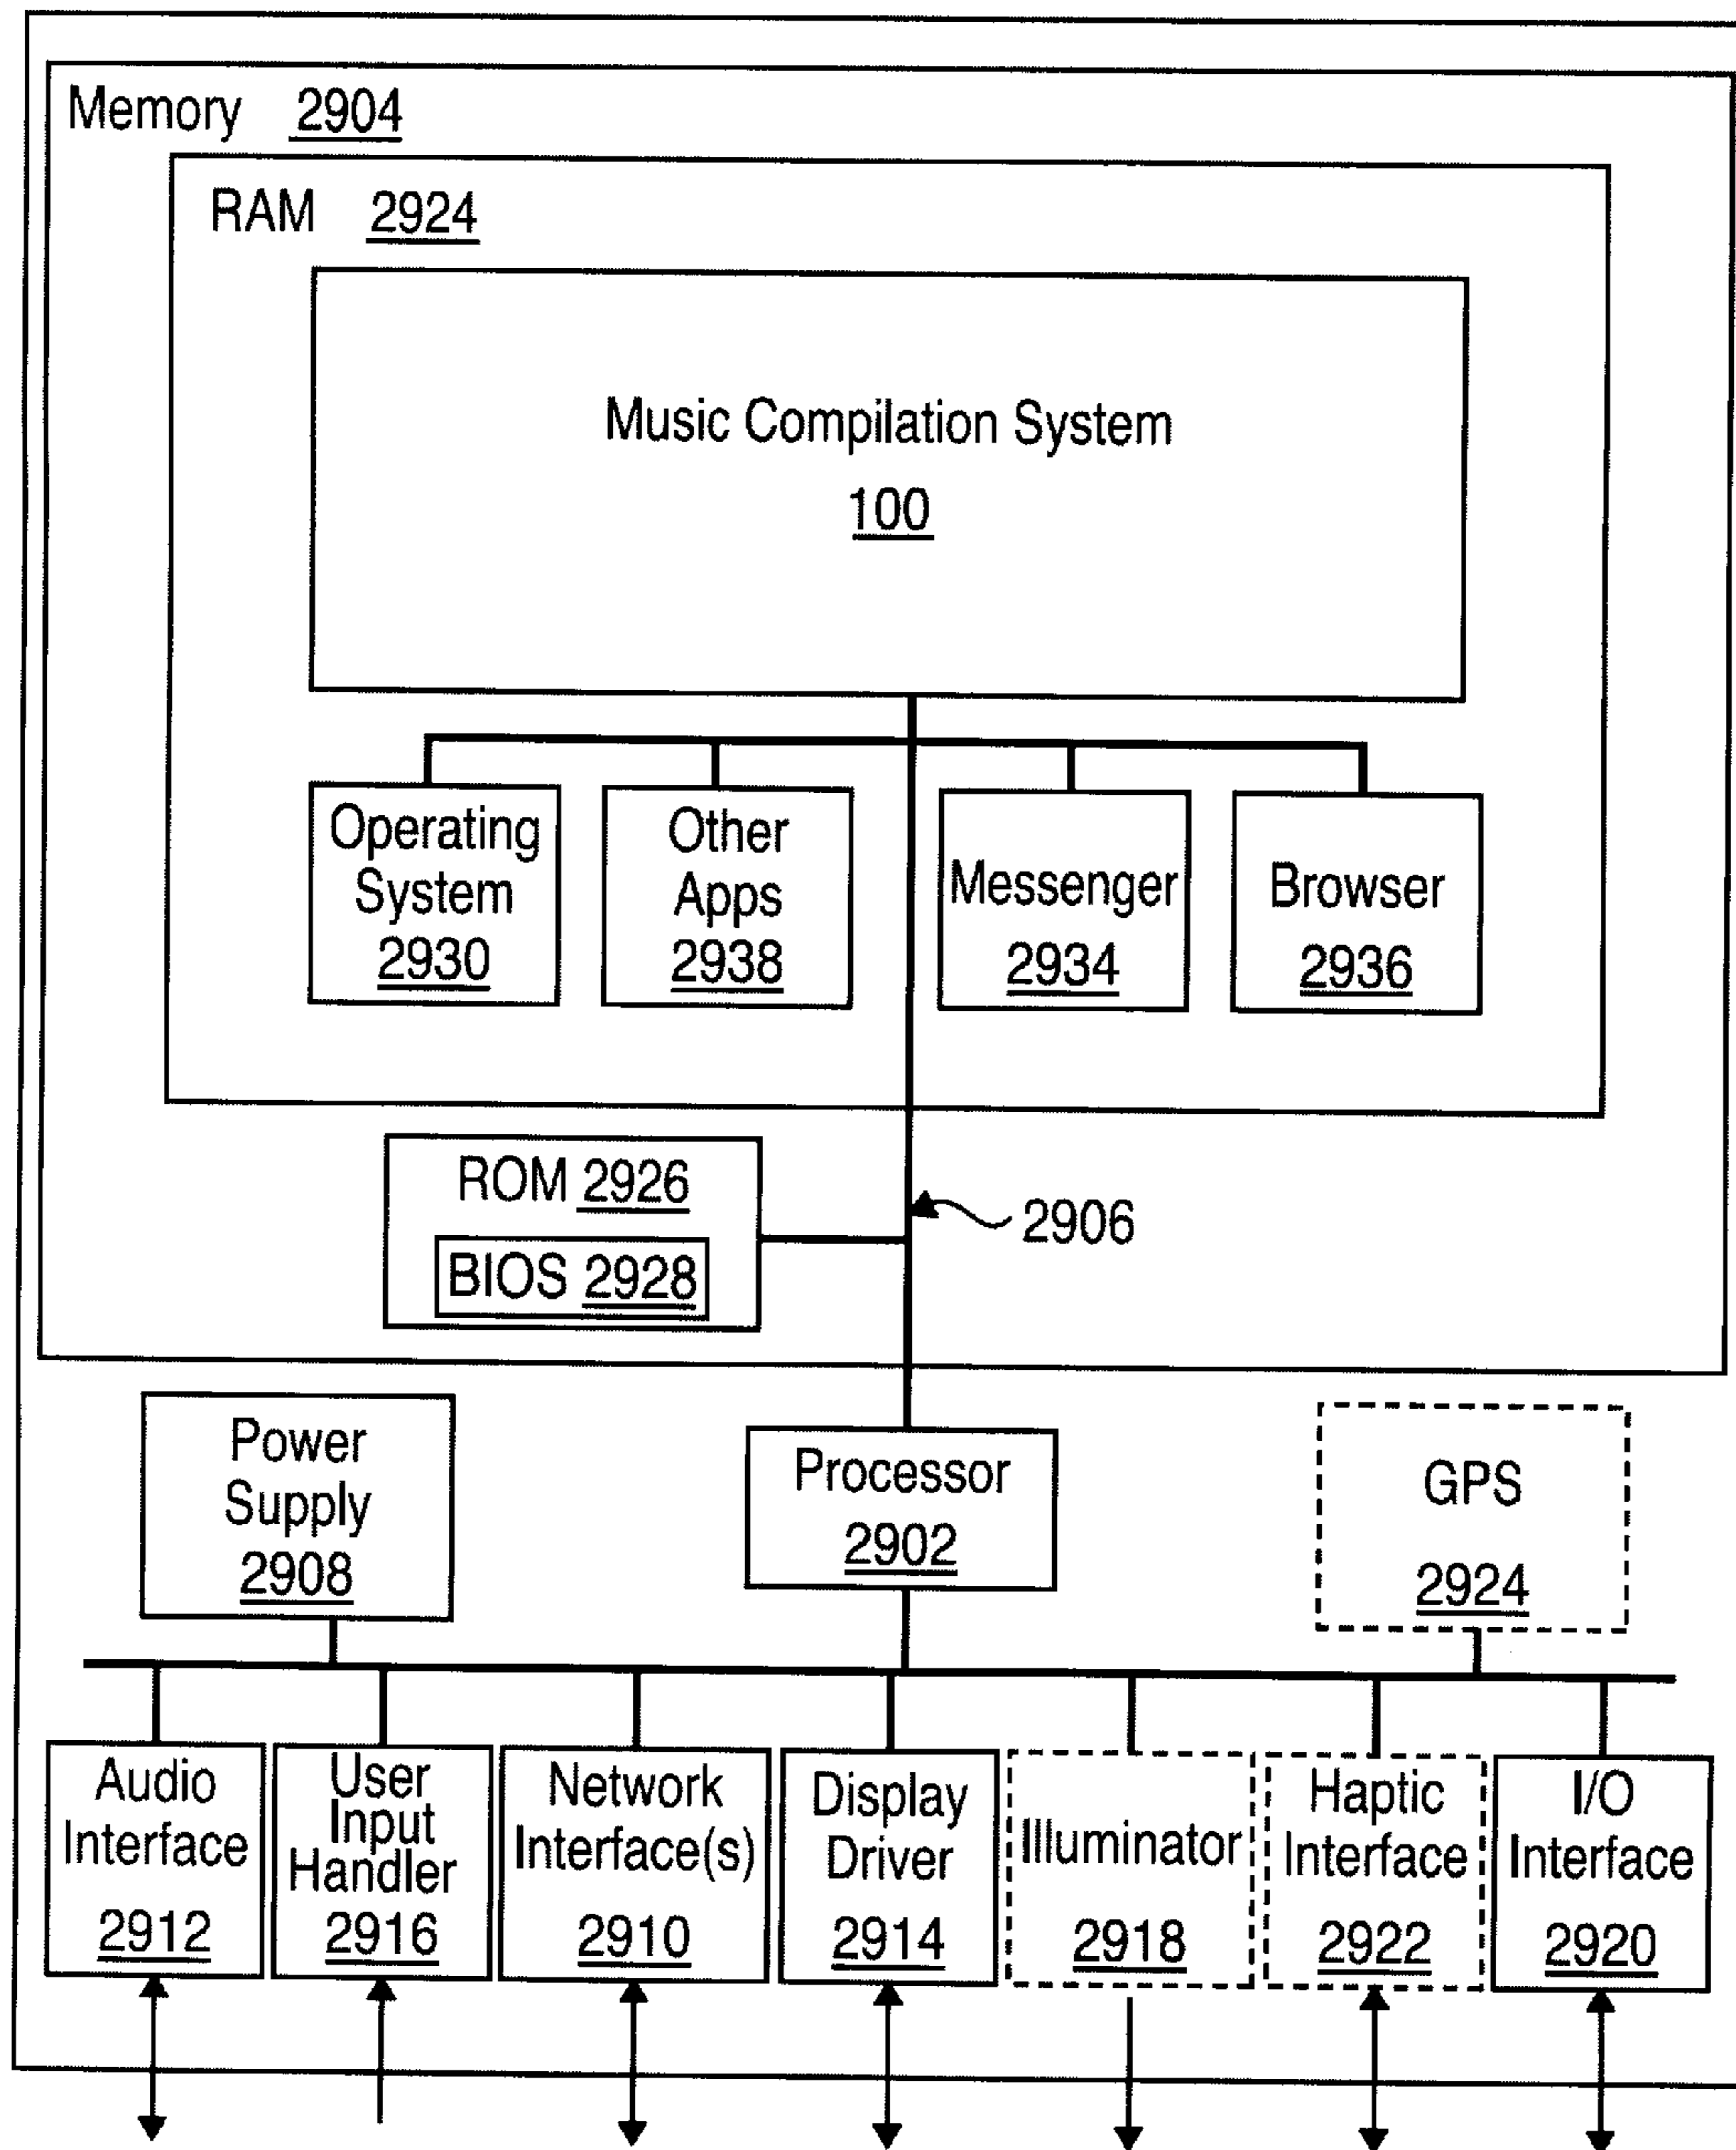 Memory 2904
RAM 2924
Music Compilation System
100
Operating
System
2930
Other
Apps
2938
Messenger
2934
Browser
2936
ROM 2926
BIOS 2928
2906
Power
Supply
2908
Processor
2902
GPS
2924
Audio
Interface
2912
User
Input
Handler
2916
Network
Interface(s)
2910
Display
Driver
2914
Illuminator
2918
Haptic
Interface
2922
I/O
Interface
2920